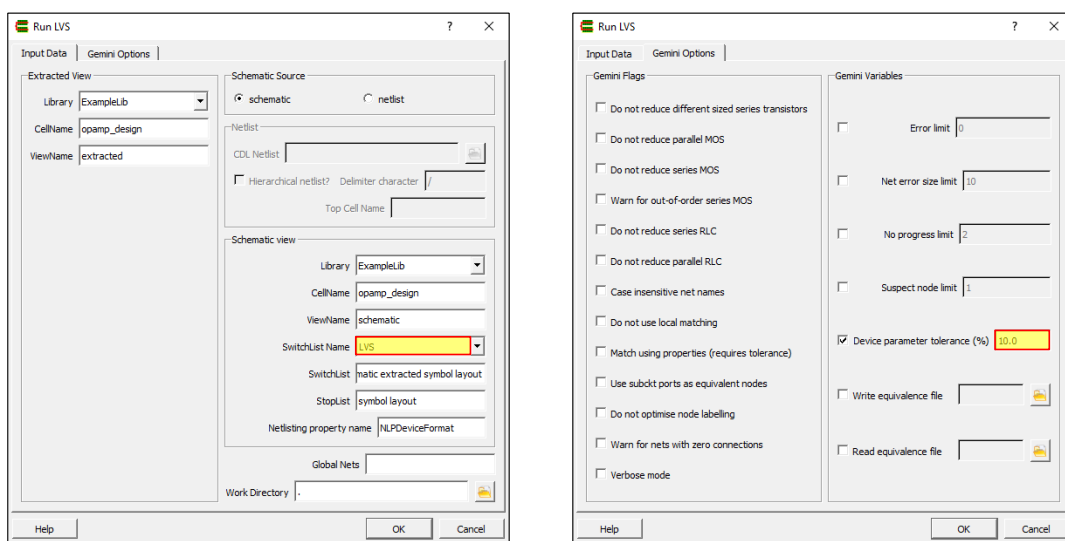 Run LVS ? ×
Input Data Gemini Options
Extracted View
Library ExampleLib
CellName opamp_design
ViewName extracted
Schematic Source
schematic netlist
Netlist
CDL Netlist
Hierarchical netlist? Delimiter character /
Top Cell Name
Schematic view
Library ExampleLib
CellName opamp_design
ViewName schematic
SwitchList Name LVS
SwitchList matic extracted symbol layout
StopList symbol layout
Netlisting property name NLPDeviceFormat
Global Nets
Work Directory .
Help OK Cancel
Run LVS ? ×
Input Data Gemini Options
Gemini Flags
Do not reduce different sized series transistors
Do not reduce parallel MOS
Do not reduce series MOS
Warn for out-of-order series MOS
Do not reduce series RLC
Do not reduce parallel RLC
Case insensitive net names
Do not use local matching
Match using properties (requires tolerance)
Use subckt ports as equivalent nodes
Do not optimise node labelling
Warn for nets with zero connections
Verbose mode
Gemini Variables
Error limit 0
Net error size limit 10
No progress limit 2
Suspect node limit 1
Device parameter tolerance (%) 10.0
Write equivalence file
Read equivalence file
Help OK Cancel